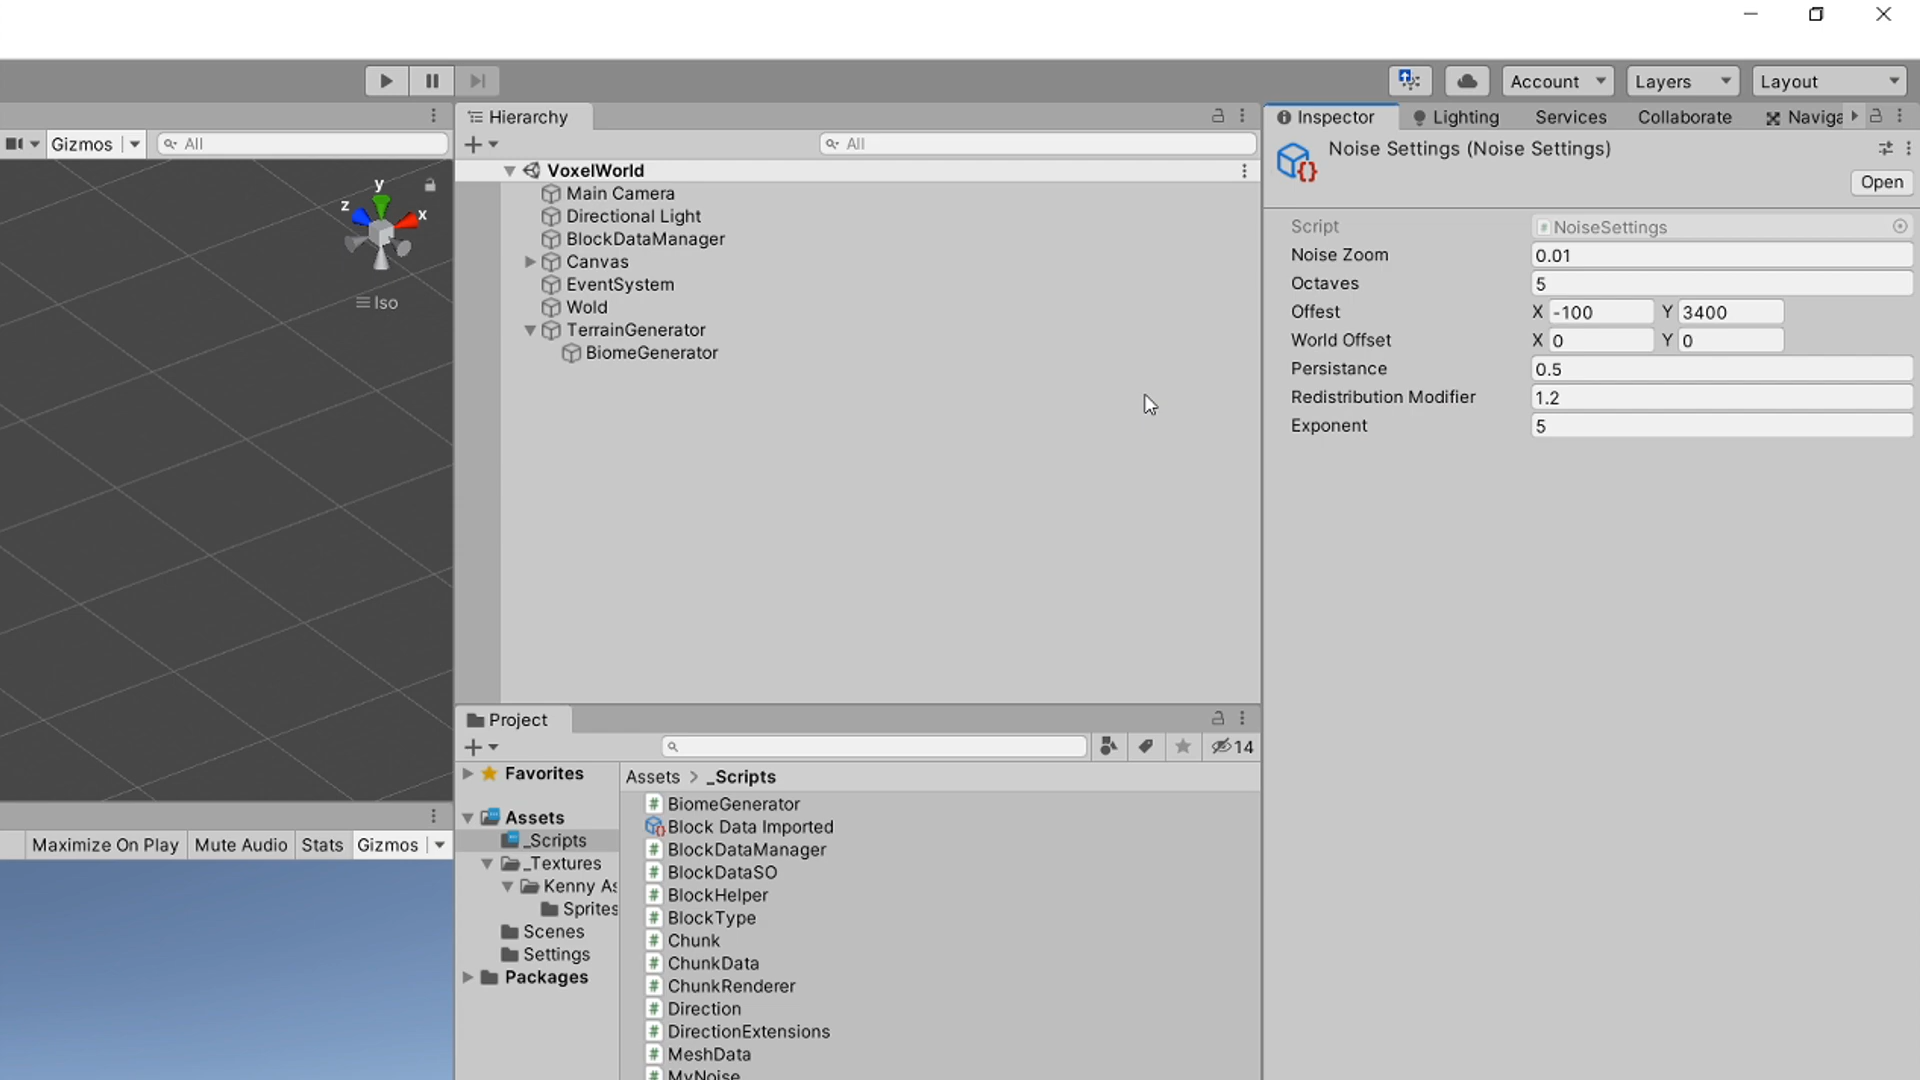 Account
Layers
Layout
Gizmos
All
y
z
x
Iso
Hierarchy
All
VoxelWorld
Main Camera
Directional Light
BlockDataManager
Canvas
EventSystem
Wold
TerrainGenerator
BiomeGenerator
Inspector
Lighting
Services
Collaborate
Naviga
Noise Settings (Noise Settings)
Open
Script
NoiseSettings
Noise Zoom
0.01
Octaves
5
Offest
X -100
Y 3400
World Offset
X 0
Y 0
Persistance
0.5
Redistribution Modifier
1.2
Exponent
5
Maximize On Play
Mute Audio
Stats
Gizmos
Project
14
Favorites
Assets
_Scripts
_Textures
Kenny As
Sprites
Scenes
Settings
Packages
Assets > _Scripts
BiomeGenerator
Block Data Imported
BlockDataManager
BlockDataSO
BlockHelper
BlockType
Chunk
ChunkData
ChunkRenderer
Direction
DirectionExtensions
MeshData
MyNoise